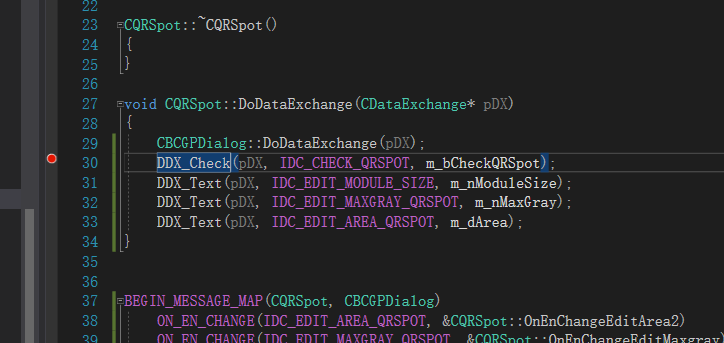 22
23 CQRSpot::~CQRSpot()
24 {
25 }
26
27 void CQRSpot::DoDataExchange(CDataExchange* pDX)
28 {
29 CBCGPDialog::DoDataExchange(pDX);
30 DDX_Check(pDX, IDC_CHECK_QRSPOT, m_bCheckQRSpot);
31 DDX_Text(pDX, IDC_EDIT_MODULE_SIZE, m_nModuleSize);
32 DDX_Text(pDX, IDC_EDIT_MAXGRAY_QRSPOT, m_nMaxGray);
33 DDX_Text(pDX, IDC_EDIT_AREA_QRSPOT, m_dArea);
34 }
35
36
37 BEGIN_MESSAGE_MAP(CQRSpot, CBCGPDialog)
38 ON_EN_CHANGE(IDC_EDIT_AREA_QRSPOT, &CQRSpot::OnEnChangeEditArea2)
39 ON_EN_CHANGE(IDC_EDIT_MAXGRAY_QRSPOT, &CQRSpot::OnEnChangeEditMaxgray